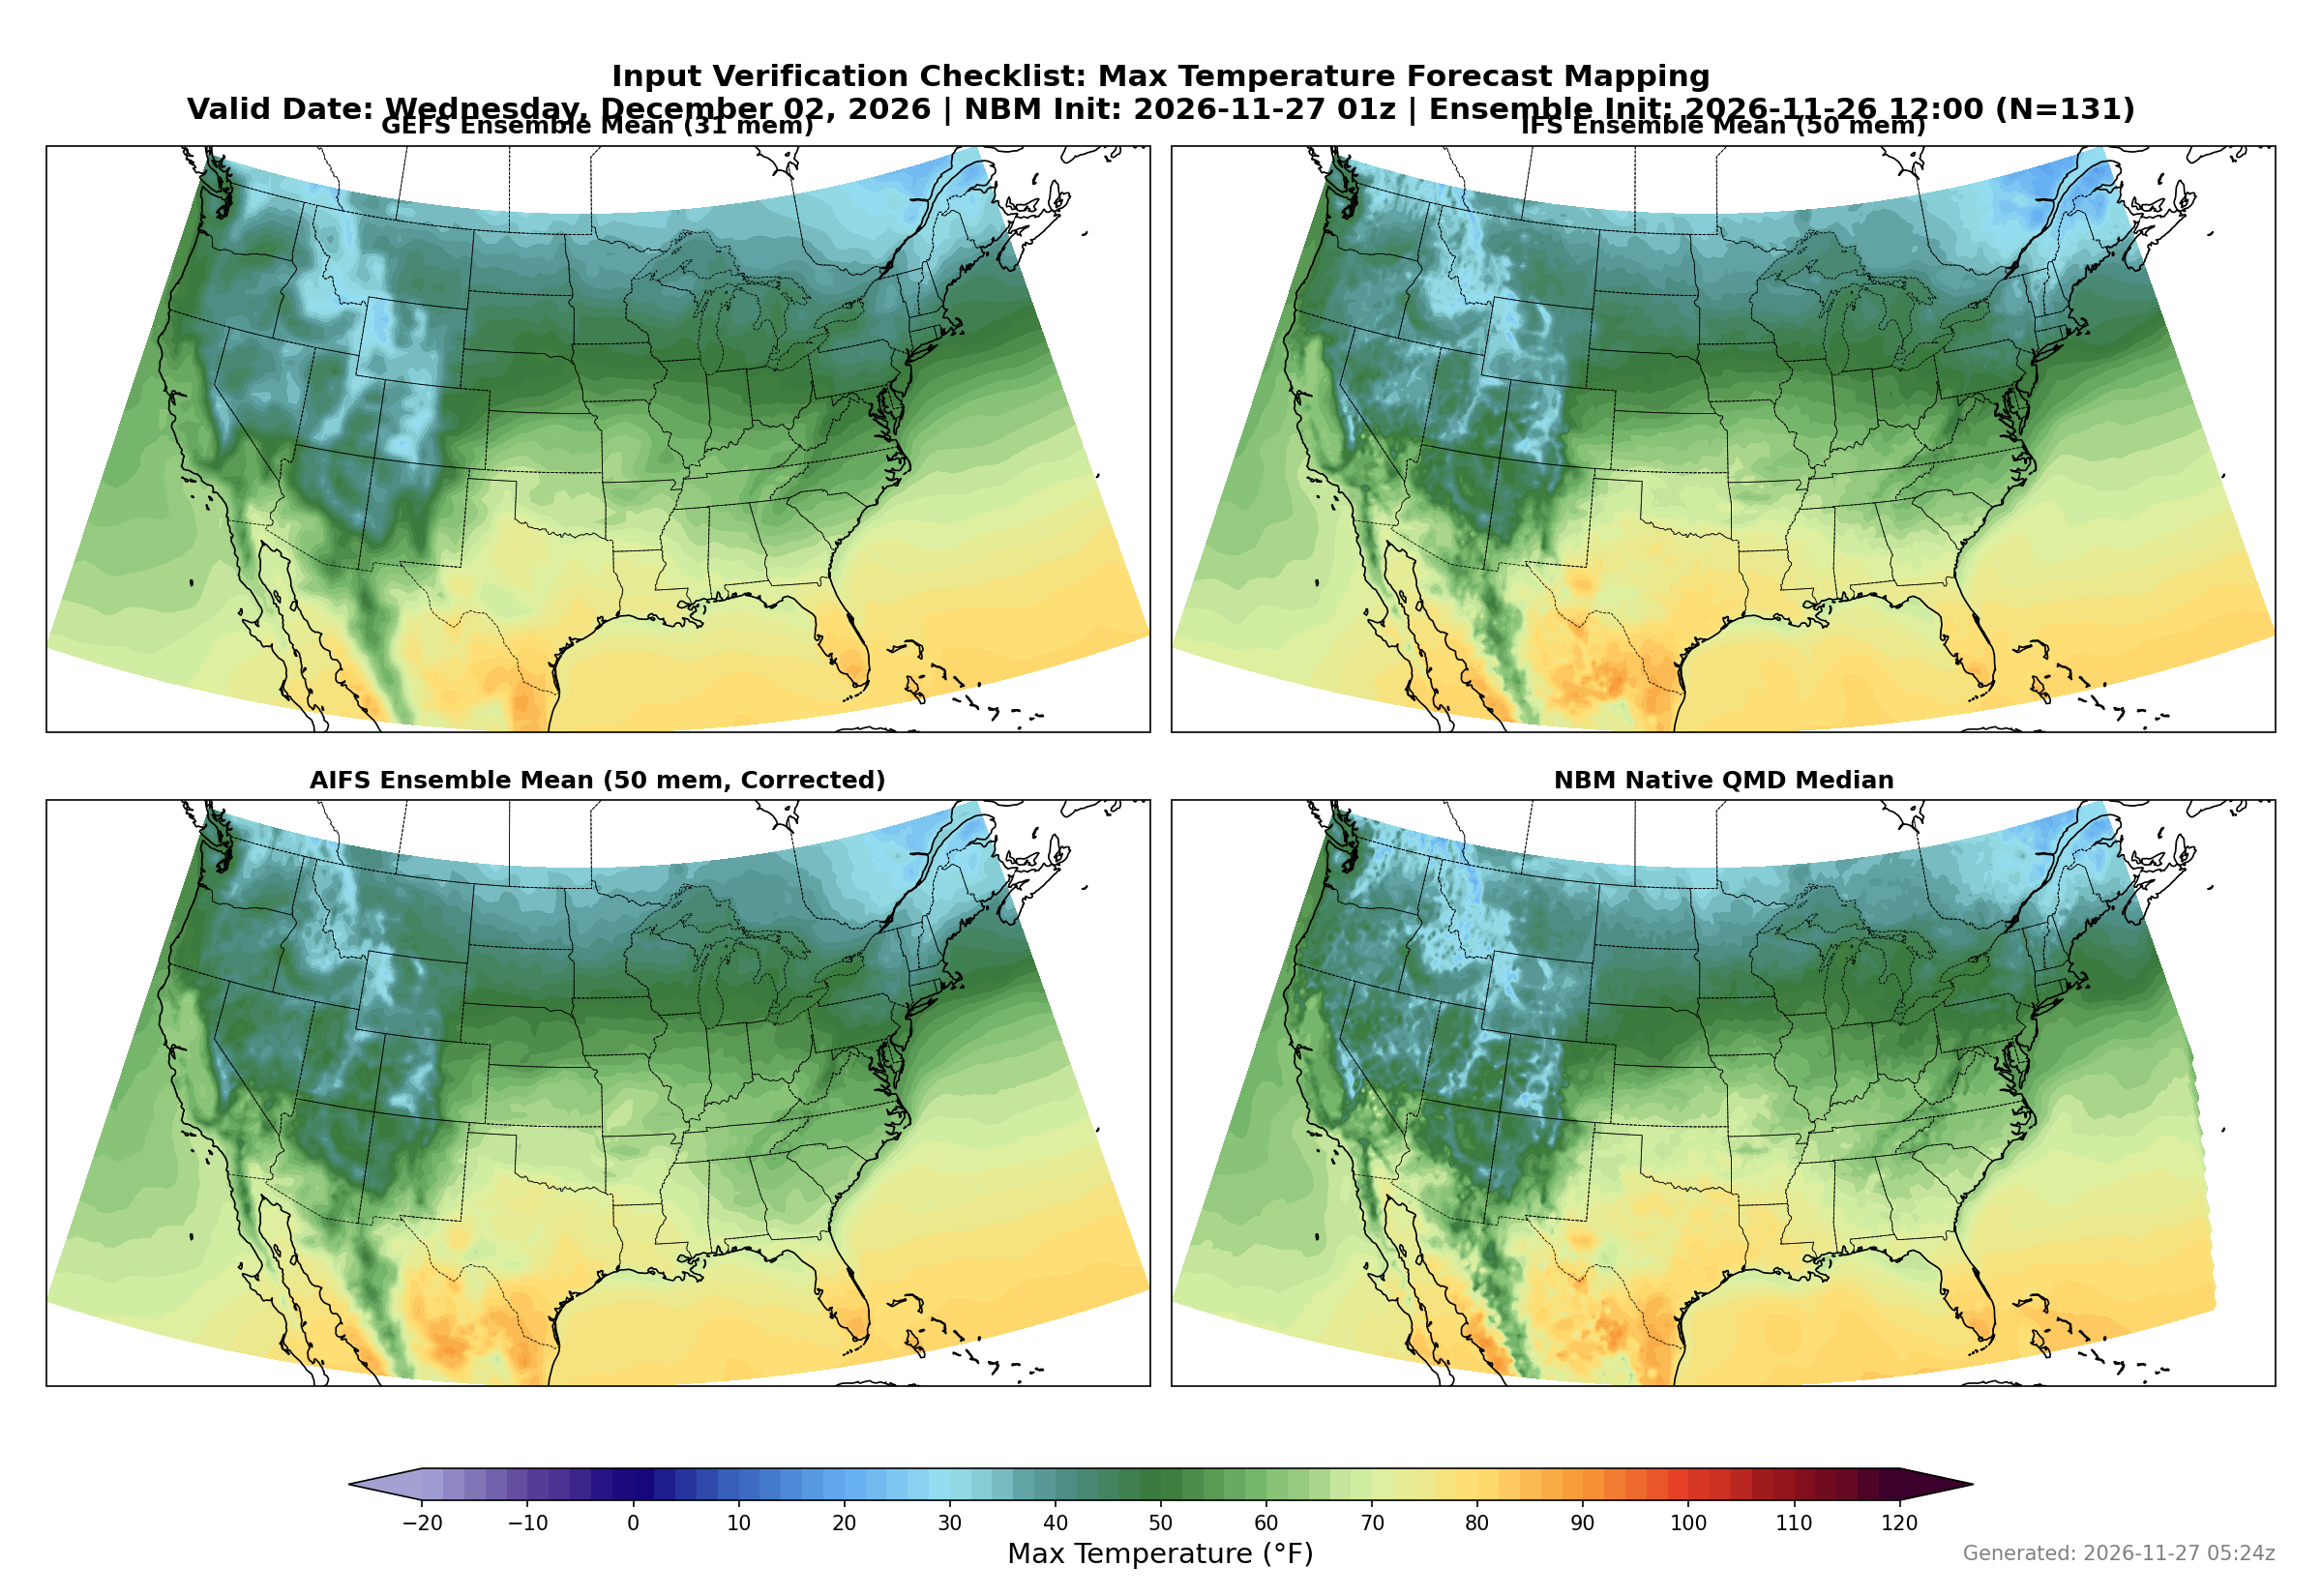 Input Verification Checklist: Max Temperature Forecast Mapping
Valid Date: Wednesday, December 02, 2026 | NBM Init: 2026-11-27 01z | Ensemble Init: 2026-11-26 12:00 (N=131)
GEFS Ensemble Mean (31 mem)
IFS Ensemble Mean (50 mem)
AIFS Ensemble Mean (50 mem, Corrected)
NBM Native QMD Median
−20 −10 0 10 20 30 40 50 60 70 80 90 100 110 120
Max Temperature (°F)
Generated: 2026-11-27 05:24z